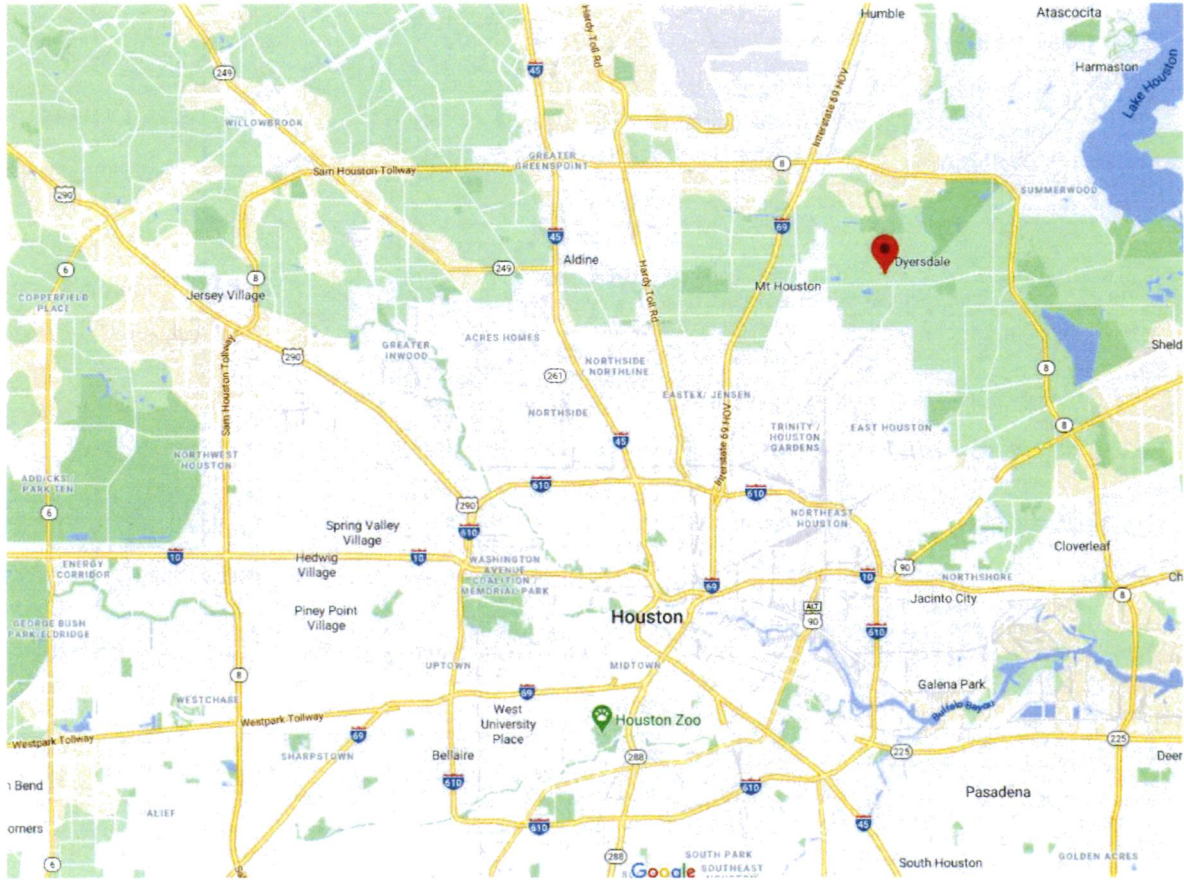 Humble
Atascocita
Harmaston
Lake Houston
Hardy Toll Rd
45
249
Interstate 69 HOV
WILLOWBROOK
GREATER
GREENSPOINT
8
Sam Houston Tollway
290
SUMMERWOOD
69
45
Aldine
249
Dyersdale
6
8
Hardy Toll Rd
Mt Houston
COPPERFIELD
PLACE
Jersey Village
290
GREATER
INWOOD
ACRES HOMES
Sam Houston Tollway
NORTHSIDE
/ NORTHLINE
261
8
Sheld
EASTEX/ JENSEN
NORTHSIDE
Interstate 69 HOV
TRINITY /
HOUSTON
GARDENS
EAST HOUSTON
8
45
NORTHWEST
HOUSTON
ADDICKS /
PARK TEN
610
610
290
6
NORTHEAST
HOUSTON
Spring Valley
Village
610
Cloverleaf
10
Hedwig
Village
10
WASHINGTON
AVENUE
COALITION /
MEMORIAL PARK
ENERGY
CORRIDOR
90
10
NORTHSHORE
Ch
69
8
Jacinto City
Piney Point
Village
Houston
ALT
90
GEORGE BUSH
PARK/ELDRIDGE
610
UPTOWN
MIDTOWN
8
Galena Park
69
WESTCHASE
Buffalo Bayou
West
University
Place
Houston Zoo
Westpark Tollway
69
Westpark Tollway
225
225
SHARPSTOWN
Bellaire
288
Deer
Bend
610
610
Pasadena
ALIEF
orners
610
45
6
288
SOUTH PARK
GOLDEN ACRES
South Houston
Google
SOUTHEAST